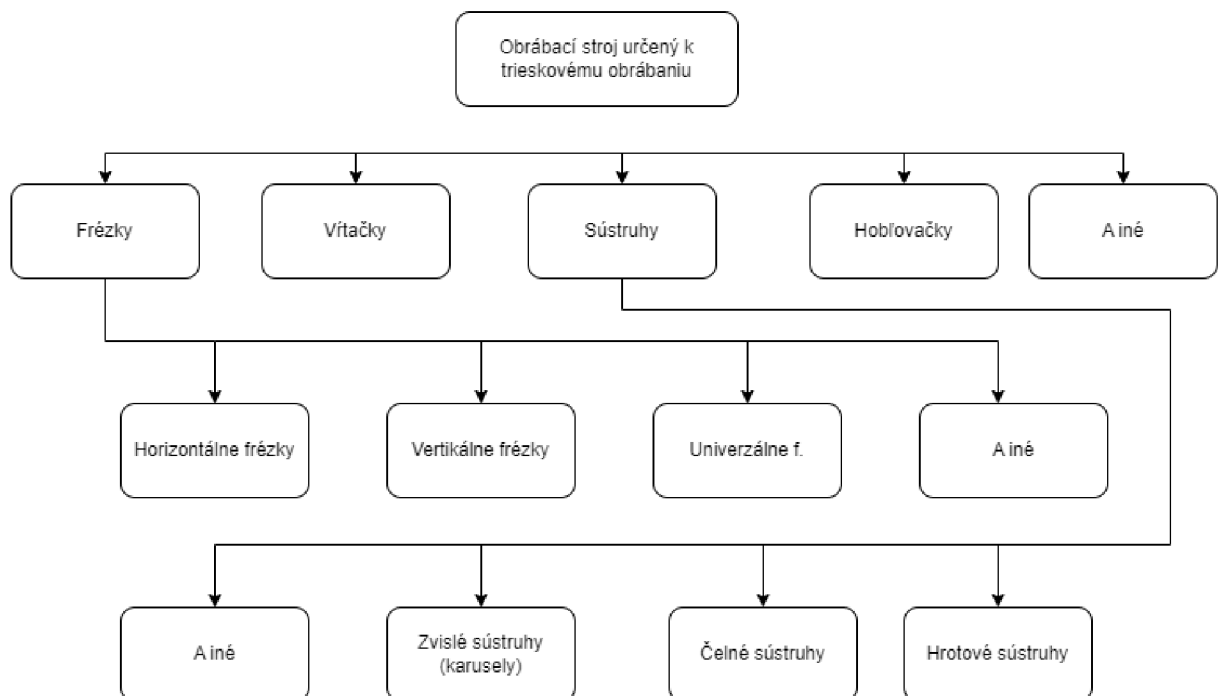 Obrábací stroj určený k
trieskovému obrábaniu
Frézky
Vŕtačky
Sústruhy
Hobľovačky
A iné
Horizontálne frézky
Vertikálne frézky
Univerzálne f.
A iné
A iné
Zvislé sústruhy
(karusely)
Čelné sústruhy
Hrotové sústruhy